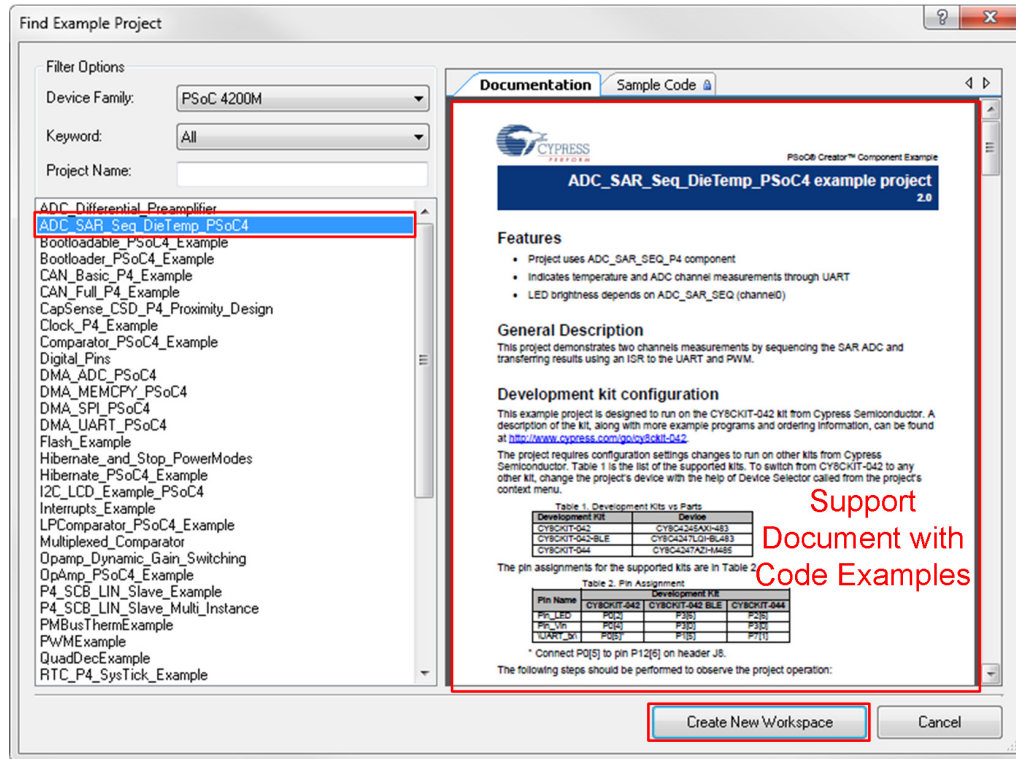 Find Example Project
Filter Options
Device Family:
PSoC 4200M
Keyword:
All
Project Name:
ADC_Differential_Preamplifier
ADC_SAR_Seq_DieTemp_PSoC4
Bootloadable_PSoC4_Example
Bootloader_PSoC4_Example
CAN_Basic_P4_Example
CAN_Full_P4_Example
CapSense_CSD_P4_Proximity_Design
Clock_P4_Example
Comparator_PSoC4_Example
Digital_Pins
DMA_ADC_PSoC4
DMA_MEMCPY_PSoC4
DMA_SPI_PSoC4
DMA_UART_PSoC4
Flash_Example
Hibernate_and_Stop_PowerModes
Hibernate_PSoC4_Example
I2C_LCD_Example_PSoC4
Interrupts_Example
LPComparator_PSoC4_Example
Multiplexed_Comparator
Opamp_Dynamic_Gain_Switching
OpAmp_PSoC4_Example
P4_SCB_LIN_Slave_Example
P4_SCB_LIN_Slave_Multi_Instance
PMBusThermExample
PWMExample
QuadDecExample
RTC_P4_SysTick_Example
Documentation
Sample Code
CYPRESS
PERFORM
PSoC® Creator™ Component Example
ADC_SAR_Seq_DieTemp_PSoC4 example project
2.0
Features
• Project uses ADC_SAR_SEQ_P4 component
• Indicates temperature and ADC channel measurements through UART
• LED brightness depends on ADC_SAR_SEQ (channel0)
General Description
This project demonstrates two channels measurements by sequencing the SAR ADC and
transferring results using an ISR to the UART and PWM.
Development kit configuration
This example project is designed to run on the CY8CKIT-042 kit from Cypress Semiconductor. A
description of the kit, along with more example programs and ordering information, can be found
at http://www.cypress.com/go/cy8ckit-042.
The project requires configuration settings changes to run on other kits from Cypress
Semiconductor. Table 1 is the list of the supported kits. To switch from CY8CKIT-042 to any
other kit, change the project's device with the help of Device Selector called from the project's
context menu.
Table 1. Development Kits vs Parts
Development Kit Device
CY8CKIT-042 CY8C4245AXI-483
CY8CKIT-042-BLE CY8C4247LQI-BL483
CY8CKIT-044 CY8C4247AZI-M485
Support
Document with
Code Examples
The pin assignments for the supported kits are in Table 2
Table 2. Pin Assignment
Pin Name Development Kit
CY8CKIT-042 CY8CKIT-042 BLE CY8CKIT-044
Pin_LED P0[2] P3[6] P2[6]
Pin_Vin P0[4] P3[0] P3[0]
\UART_tx\ P0[5]* P1[5] P7[1]
* Connect P0[5] to pin P12[6] on header J8.
The following steps should be performed to observe the project operation:
Create New Workspace
Cancel